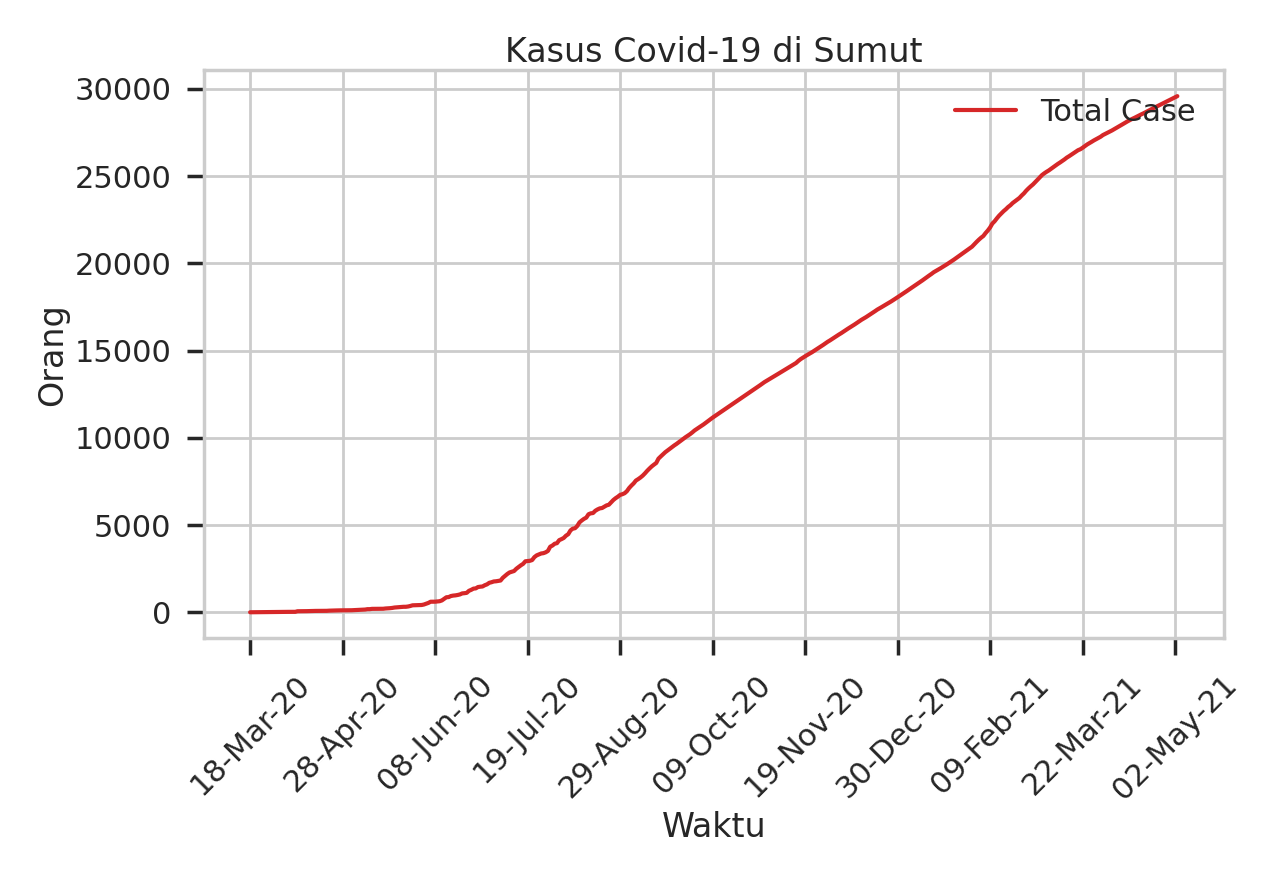 Kasus Covid-19 di Sumut
Total Case
Orang
30000
25000
20000
15000
10000
5000
0
18-Mar-20
28-Apr-20
08-Jun-20
19-Jul-20
29-Aug-20
09-Oct-20
19-Nov-20
30-Dec-20
09-Feb-21
22-Mar-21
02-May-21
Waktu